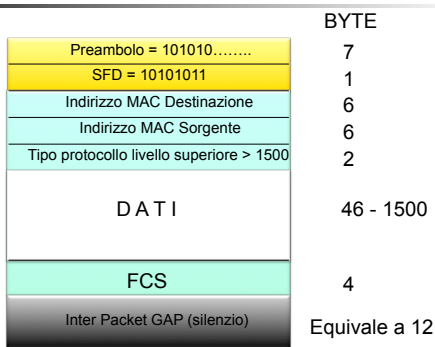 BYTE
Preambolo = 101010…….. 7
SFD = 10101011 1
Indirizzo MAC Destinazione 6
Indirizzo MAC Sorgente 6
Tipo protocollo livello superiore > 1500 2
D A T I 46 - 1500
FCS 4
Inter Packet GAP (silenzio) Equivale a 12